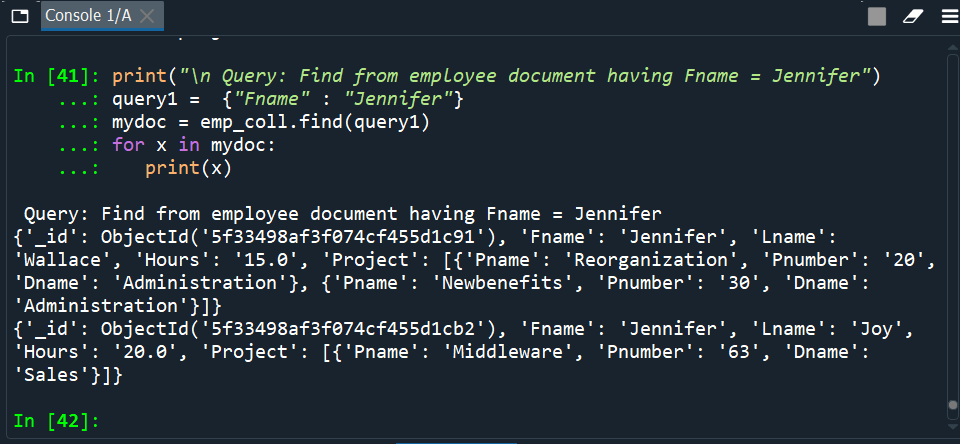 Console 1/A
In [41]: print("\n Query: Find from employee document having Fname = Jennifer")
...: query1 =  {"Fname" : "Jennifer"}
...: mydoc = emp_coll.find(query1)
...: for x in mydoc:
...:    print(x)
Query: Find from employee document having Fname = Jennifer
{'_id': ObjectId('5f33498af3f074cf455d1c91'), 'Fname': 'Jennifer', 'Lname':
'Wallace', 'Hours': '15.0', 'Project': [{'Pname': 'Reorganization', 'Pnumber': '20',
'Dname': 'Administration'}, {'Pname': 'Newbenefits', 'Pnumber': '30', 'Dname':
'Administration'}]}
{'_id': ObjectId('5f33498af3f074cf455d1cb2'), 'Fname': 'Jennifer', 'Lname': 'Joy',
'Hours': '20.0', 'Project': [{'Pname': 'Middleware', 'Pnumber': '63', 'Dname':
'Sales'}]}
In [42]: